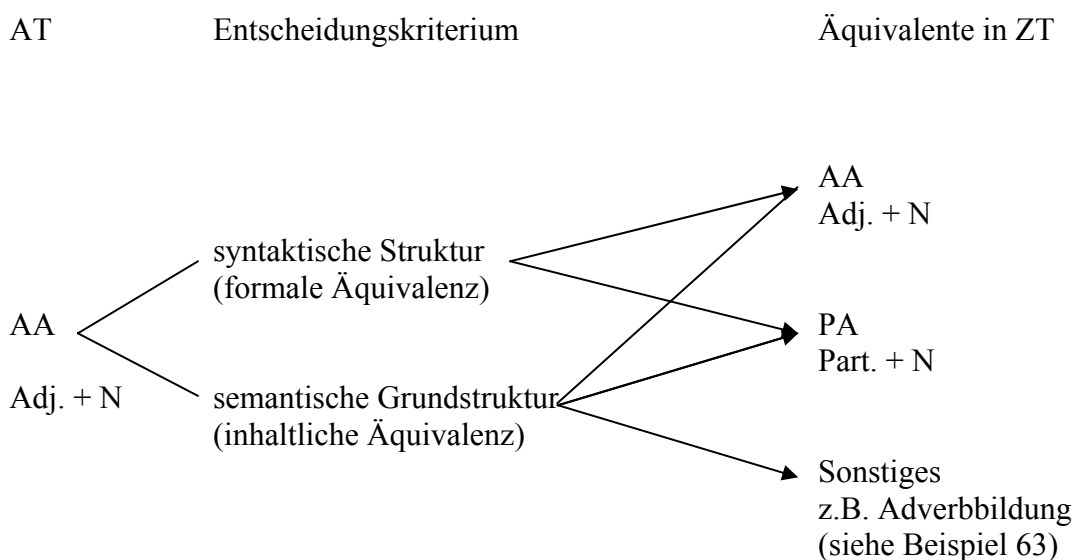 AT Entscheidungskriterium Äquivalente in ZT
AA
Adj. + N
syntaktische Struktur
(formale Äquivalenz)
AA
PA
Part. + N
Adj. + N
semantische Grundstruktur
(inhaltliche Äquivalenz)
Sonstiges
z.B. Adverbbildung
(siehe Beispiel 63)